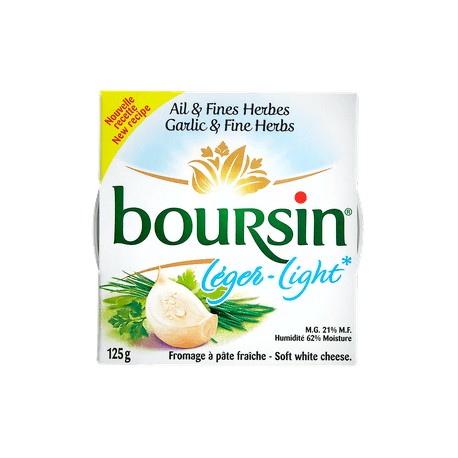 Nouvelle
recette
New recipe
Ail & Fines Herbes
Garlic & Fine Herbs
boursin®
Léger - Light*
M.G. 21% M.F.
Humidité 62% Moisture
125 g
Fromage à pâte fraîche - Soft white cheese.